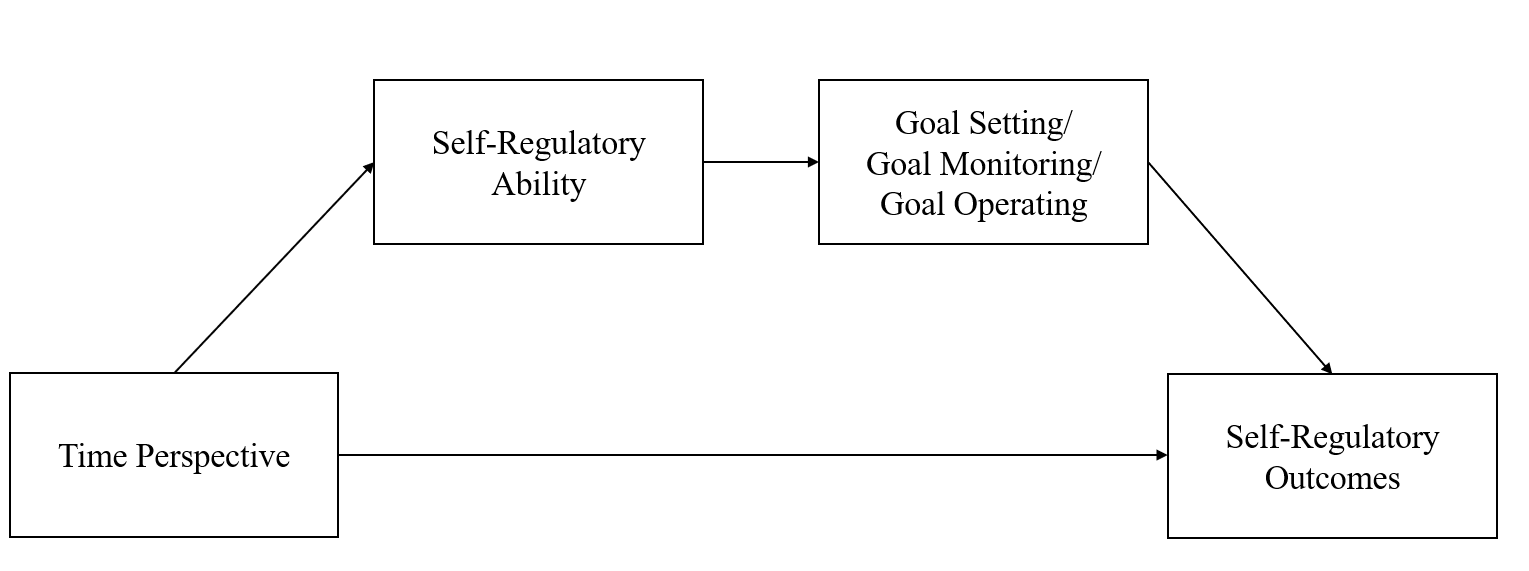 Self-Regulatory
Ability
Goal Setting/
Goal Monitoring/
Goal Operating
Time Perspective
Self-Regulatory
Outcomes